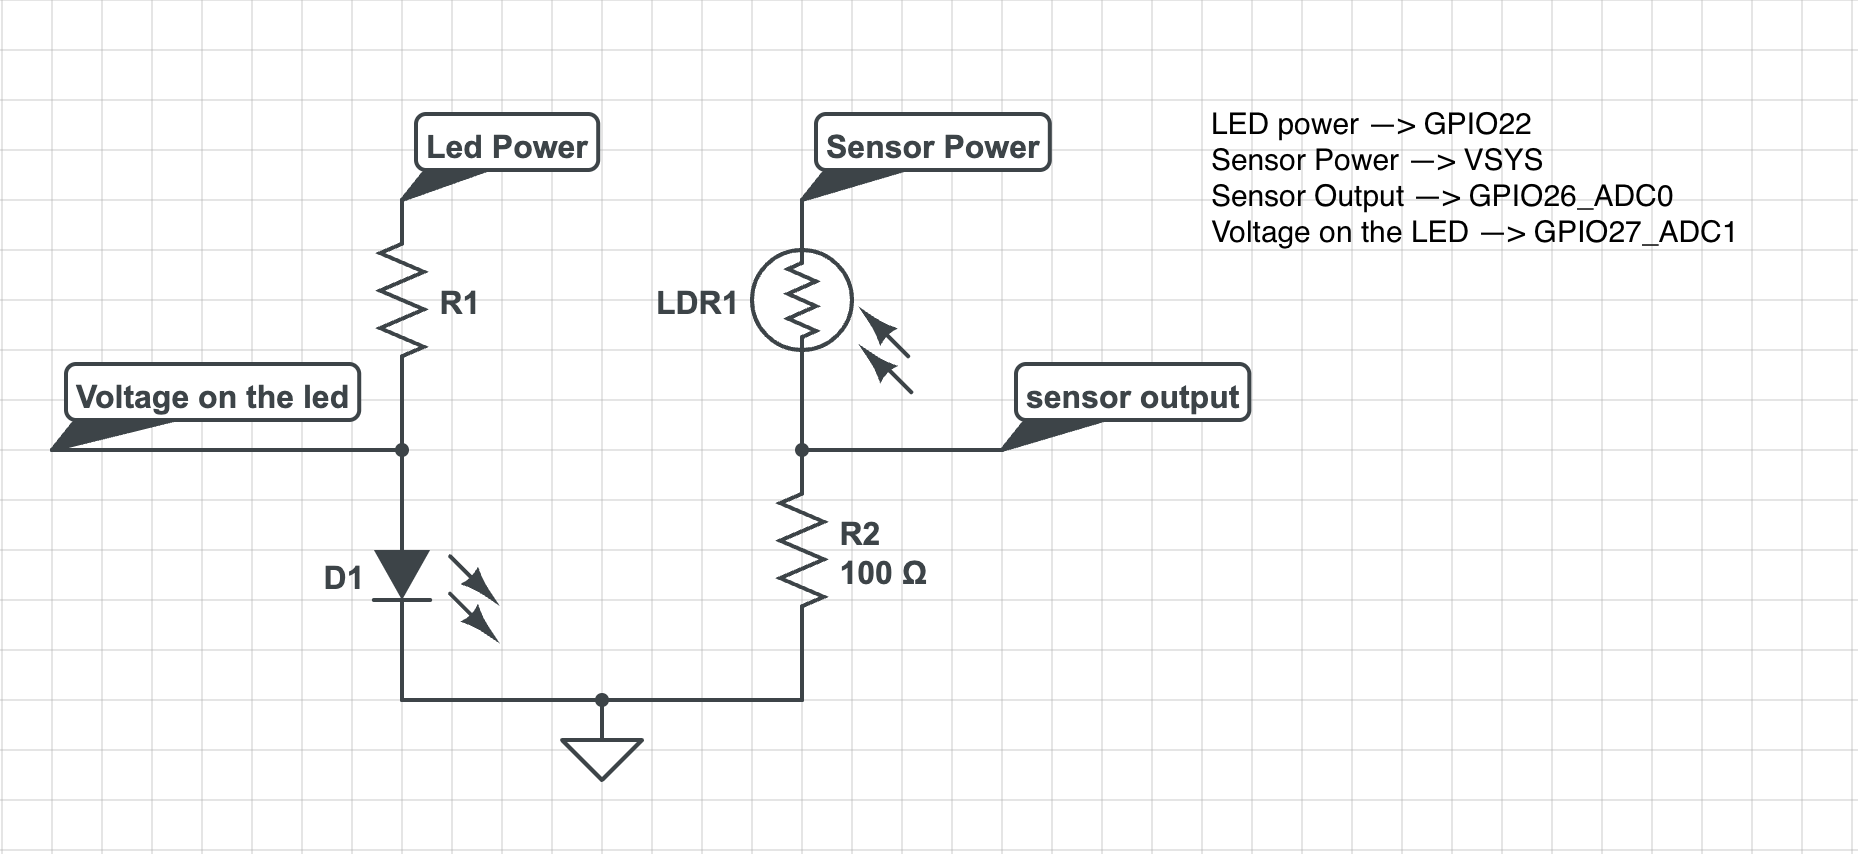 Led Power
Sensor Power
LED power —> GPIO22
Sensor Power —> VSYS
Sensor Output —> GPIO26_ADC0
Voltage on the LED —> GPIO27_ADC1
R1
LDR1
Voltage on the led
sensor output
R2
100 Ω
D1